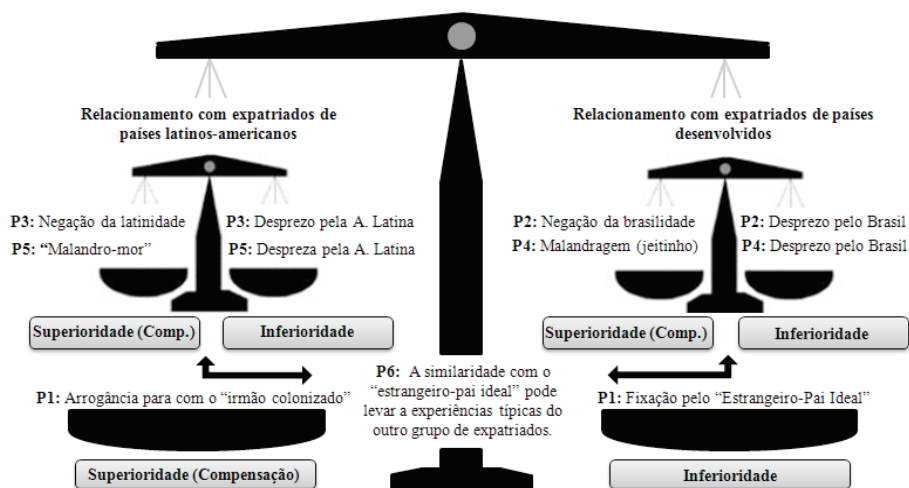 Relacionamento com expatriados de
países latinos-americanos
P3: Negação da latinidade
P5: “Malandro-mor”
P3: Desprezo pela A. Latina
P5: Despreza pela A. Latina
Superioridade (Comp.)
Inferioridade
P1: Arrogância para com o “irmão colonizado”
Superioridade (Compensação)
P6: A similaridade com o
“estrangeiro-pai ideal” pode
levar a experiências típicas do
outro grupo de expatriados.
Relacionamento com expatriados de países
desenvolvidos
P2: Negação da brasilidade
P4: Malandragem (jeitinho)
P2: Desprezo pelo Brasil
P4: Desprezo pelo Brasil
Superioridade (Comp.)
Inferioridade
P1: Fixação pelo “Estrangeiro-Pai Ideal”
Inferioridade